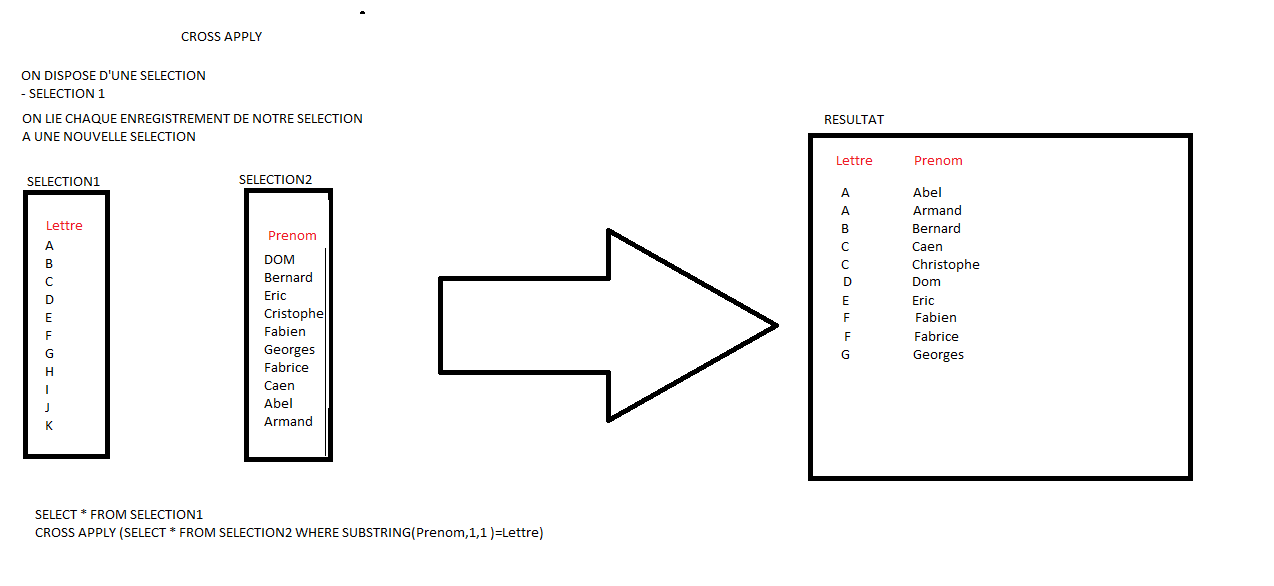 CROSS APPLY
ON DISPOSE D'UNE SELECTION
- SELECTION 1
ON LIE CHAQUE ENREGISTREMENT DE NOTRE SELECTION
A UNE NOUVELLE SELECTION
SELECTION1
Lettre
A
B
C
D
E
F
G
H
I
J
K
SELECTION2
Prenom
DOM
Bernard
Eric
Cristophe
Fabien
Georges
Fabrice
Caen
Abel
Armand
RESULTAT
Lettre Prenom
A Abel
A Armand
B Bernard
C Caen
C Christophe
D Dom
E Eric
F Fabien
F Fabrice
G Georges
SELECT * FROM SELECTION1
CROSS APPLY (SELECT * FROM SELECTION2 WHERE SUBSTRING(Prenom,1,1 )=Lettre)